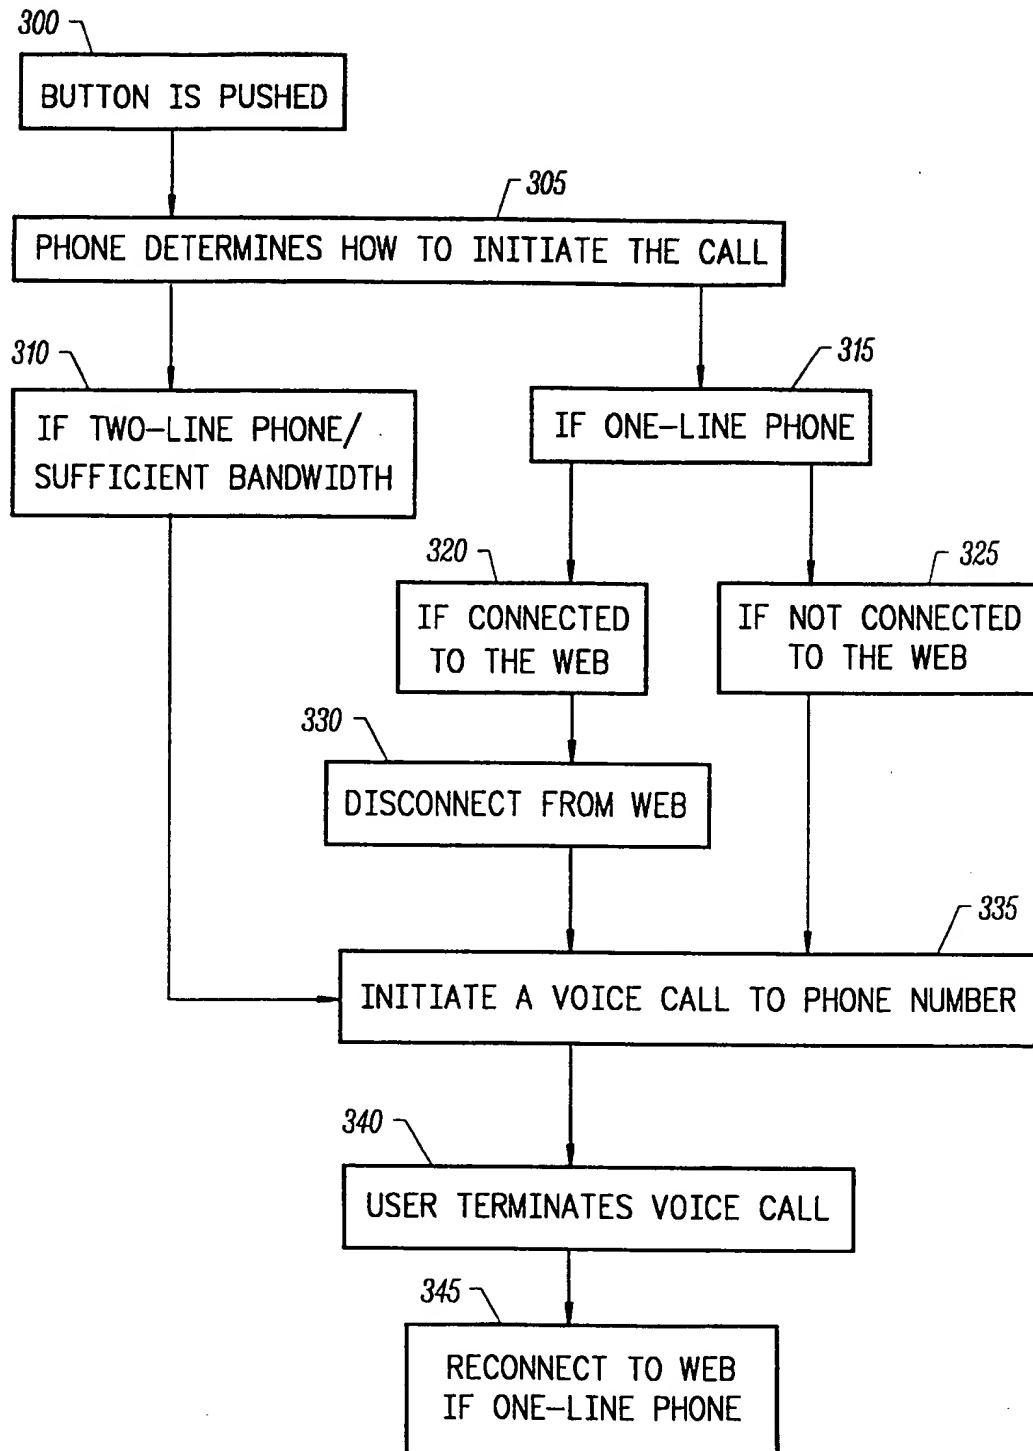 300
BUTTON IS PUSHED
305
PHONE DETERMINES HOW TO INITIATE THE CALL
310
IF TWO-LINE PHONE/
SUFFICIENT BANDWIDTH
315
IF ONE-LINE PHONE
320
IF CONNECTED
TO THE WEB
325
IF NOT CONNECTED
TO THE WEB
330
DISCONNECT FROM WEB
335
INITIATE A VOICE CALL TO PHONE NUMBER
340
USER TERMINATES VOICE CALL
345
RECONNECT TO WEB
IF ONE-LINE PHONE